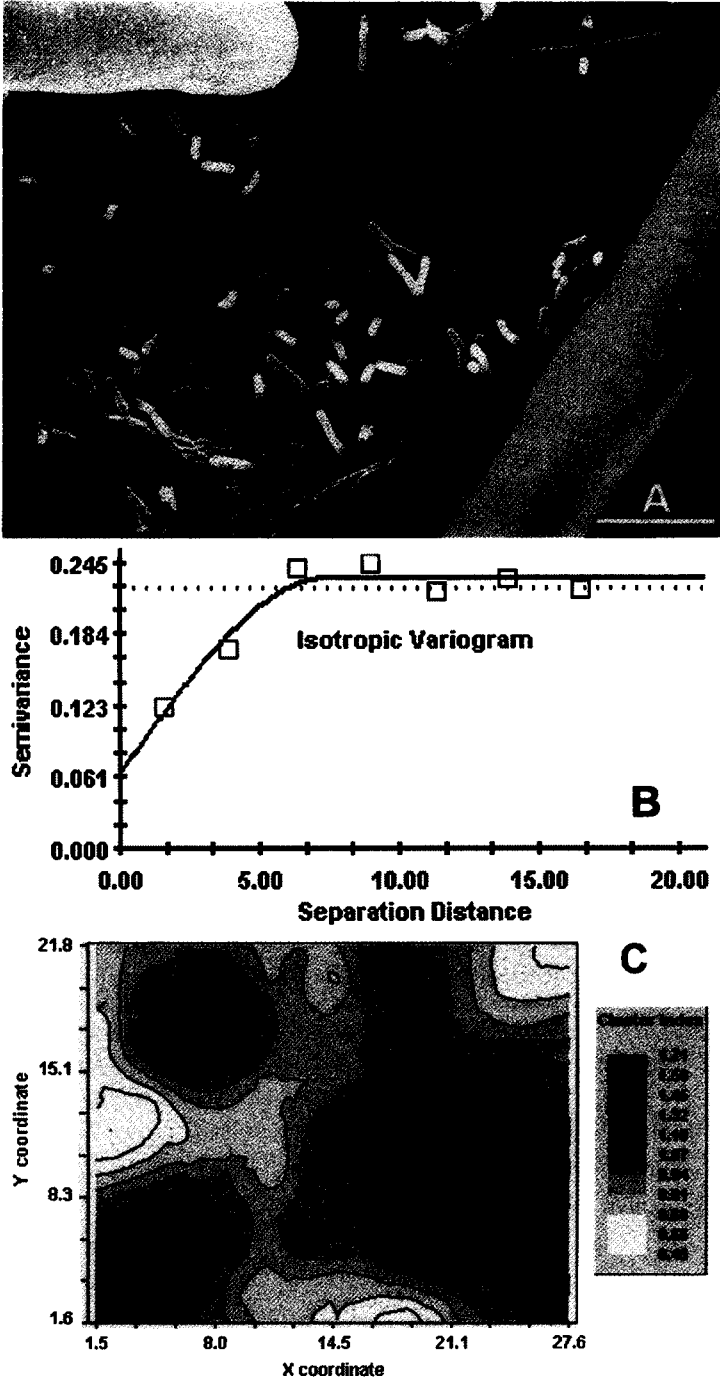 A
0.245
0.184
0.123
0.061
0.000
Semivariance
Isotropic Variogram
B
0.00 5.00 10.00 15.00 20.00
Separation Distance
C
21.8
15.1
8.3
1.6
Y coordinate
1.5 8.0 14.5 21.1 27.6
X coordinate
Cluster Index